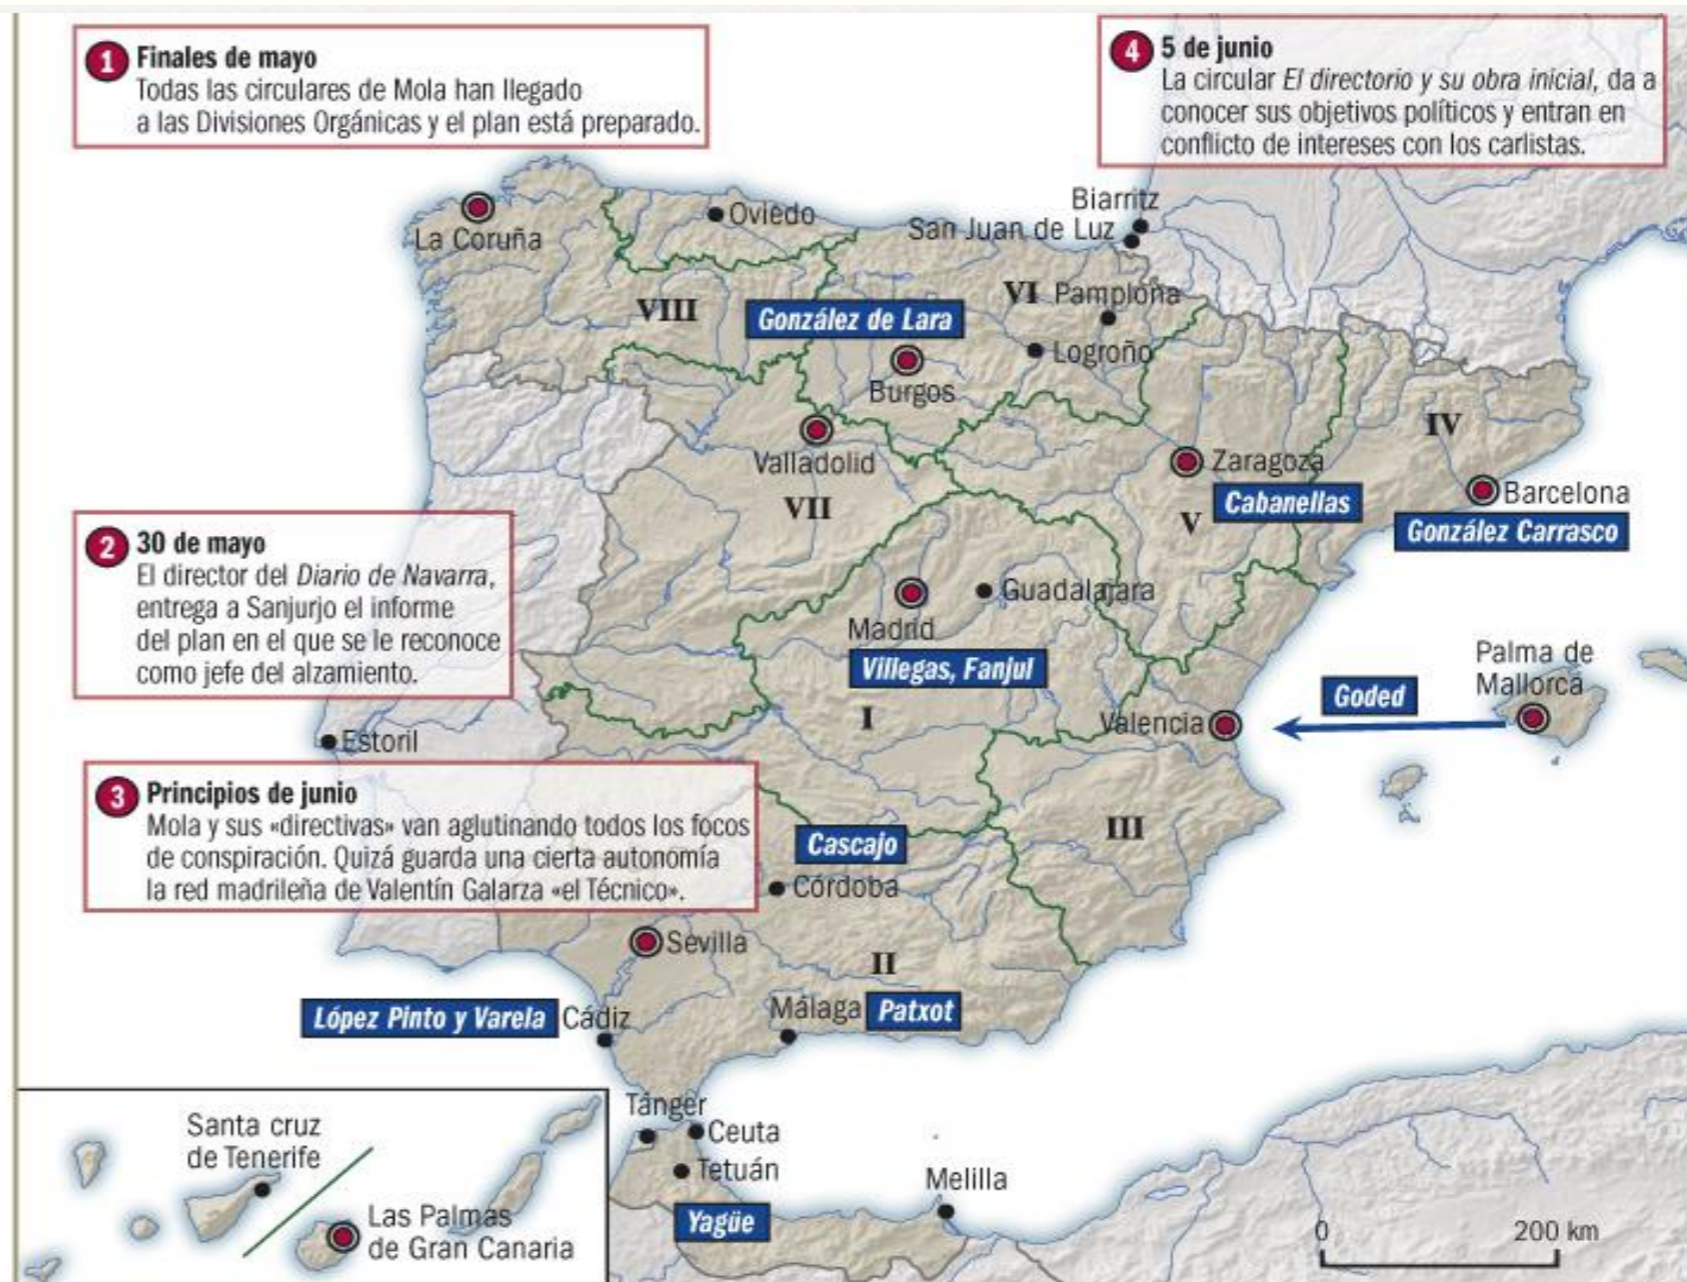 1 Finales de mayo
Todas las circulares de Mola han llegado
a las Divisiones Orgánicas y el plan está preparado.
4 5 de junio
La circular El directorio y su obra inicial, da a
conocer sus objetivos políticos y entran en
conflicto de intereses con los carlistas.
La Coruña
Oviedo
Biarritz
San Juan de Luz
VIII
González de Lara
VI
Pamplona
Logroño
Burgos
Valladolid
VII
Zaragoza
Cabanellas
V
IV
Barcelona
González Carrasco
2 30 de mayo
El director del Diario de Navarra,
entrega a Sanjurjo el informe
del plan en el que se le reconoce
como jefe del alzamiento.
Guadalajara
Madrid
Villegas, Fanjul
I
Valencia
Goded
Palma de
Mallorca
Estoril
3 Principios de junio
Mola y sus «directivas» van aglutinando todos los focos
de conspiración. Quizá guarda una cierta autonomía
la red madrileña de Valentín Galarza «el Técnico».
Cascajo
Córdoba
III
Sevilla
II
López Pinto y Varela
Cádiz
Málaga
Patxot
Tánger
Ceuta
Tetuán
Yagüe
Melilla
Santa cruz
de Tenerife
Las Palmas
de Gran Canaria
0 200 km